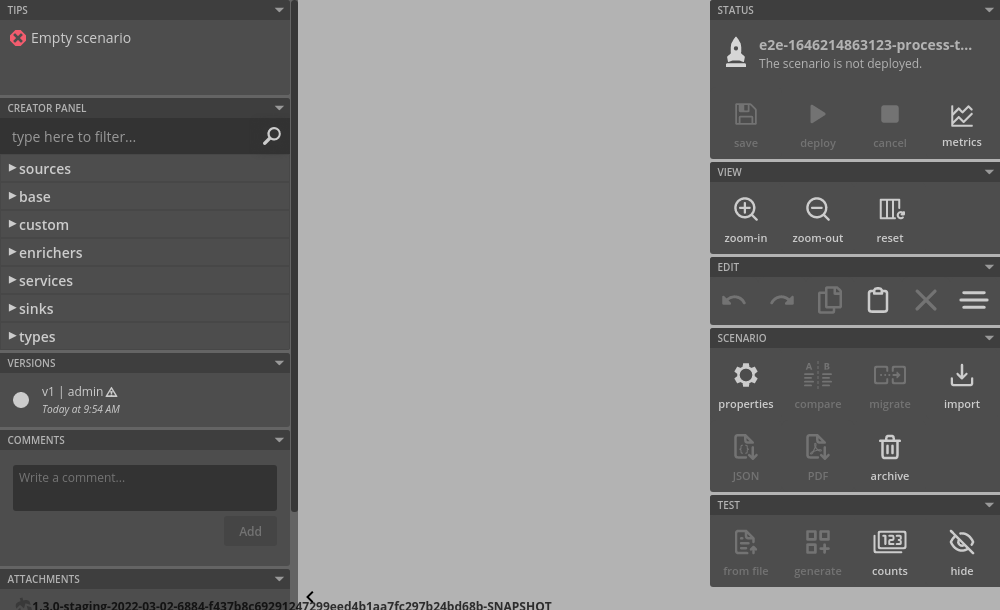 TIPS
Empty scenario
CREATOR PANEL
type here to filter...
sources
base
custom
enrichers
services
sinks
types
VERSIONS
v1 | admin
Today at 9:54 AM
COMMENTS
Write a comment...
Add
ATTACHMENTS
1.3.0-staging-2022-03-02-6884-f437b8c69291247299eed4b1aa7fc297b24bd68b-SNAPSHOT
STATUS
e2e-1646214863123-process-t...
The scenario is not deployed.
save deploy cancel metrics
VIEW
zoom-in zoom-out reset
EDIT
SCENARIO
A B
properties compare migrate import
JSON PDF archive
TEST
123
from file generate counts hide